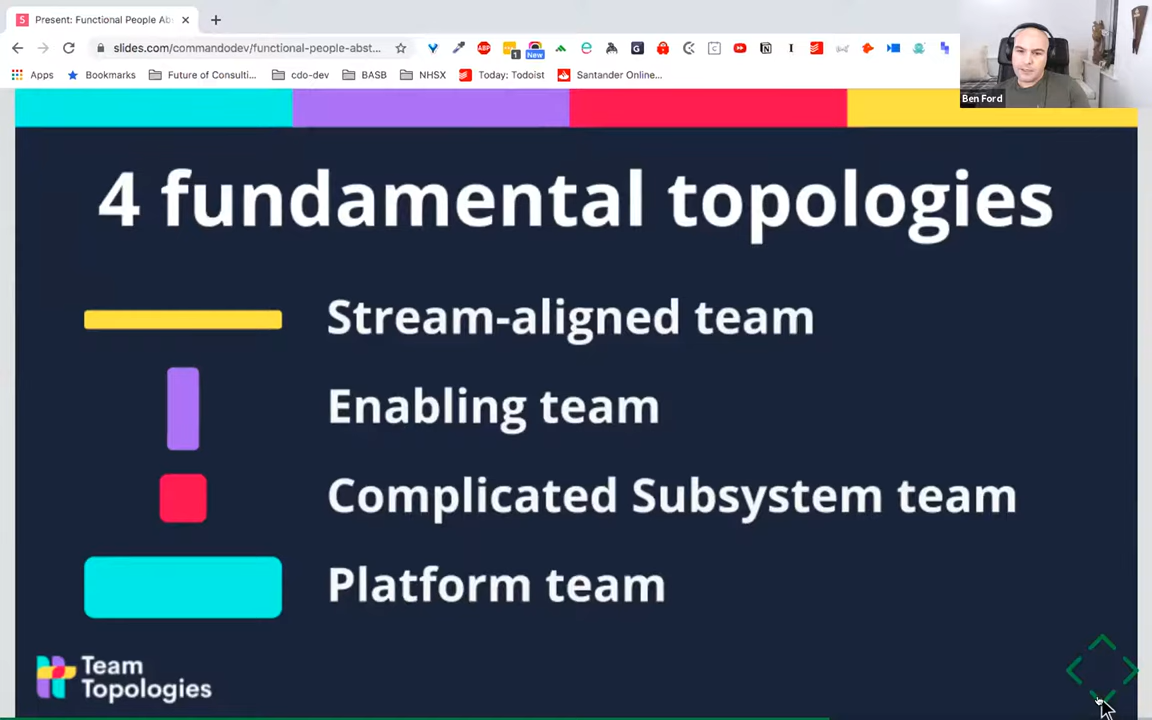 Present: Functional People Ab
slides.com/commandodev/functional-people-abst...
1
New
Apps
Bookmarks
Future of Consulti...
cdo-dev
BASB
NHSX
Today: Todoist
Santander Online...
Ben Ford
4 fundamental topologies
Stream-aligned team
Enabling team
Complicated Subsystem team
Platform team
Team
Topologies